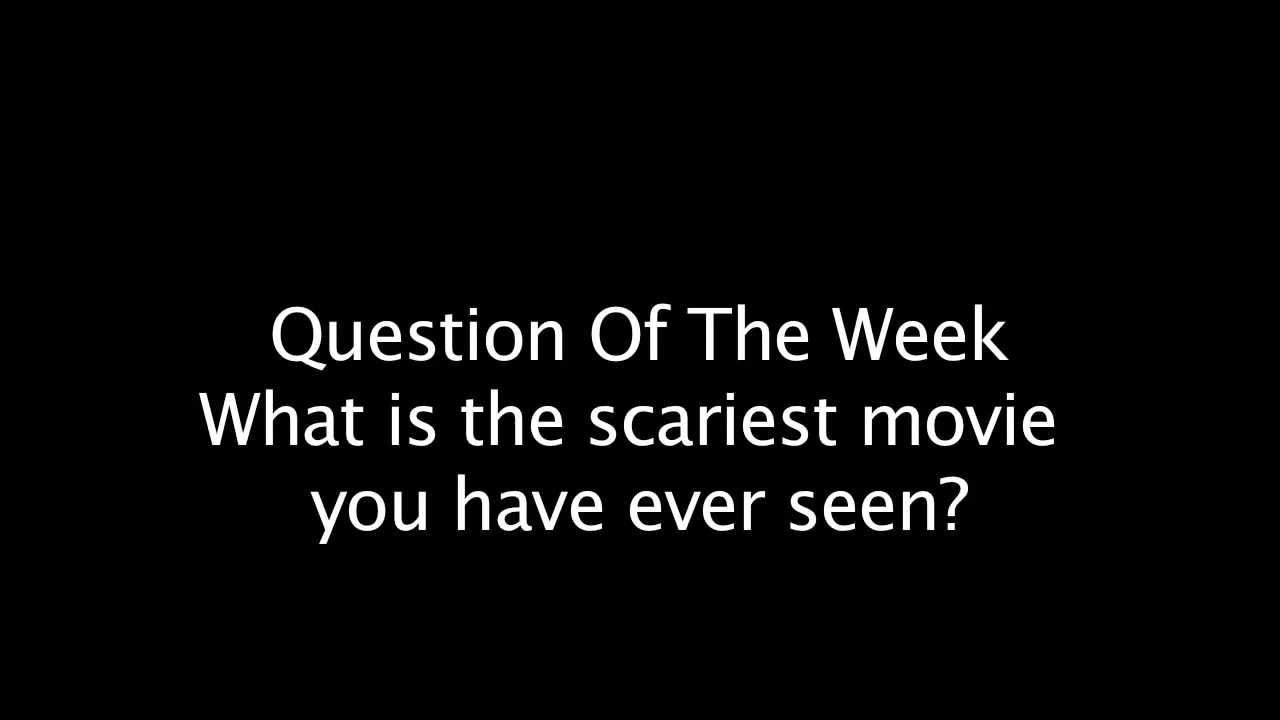 Question Of The Week
What is the scariest movie
you have ever seen?